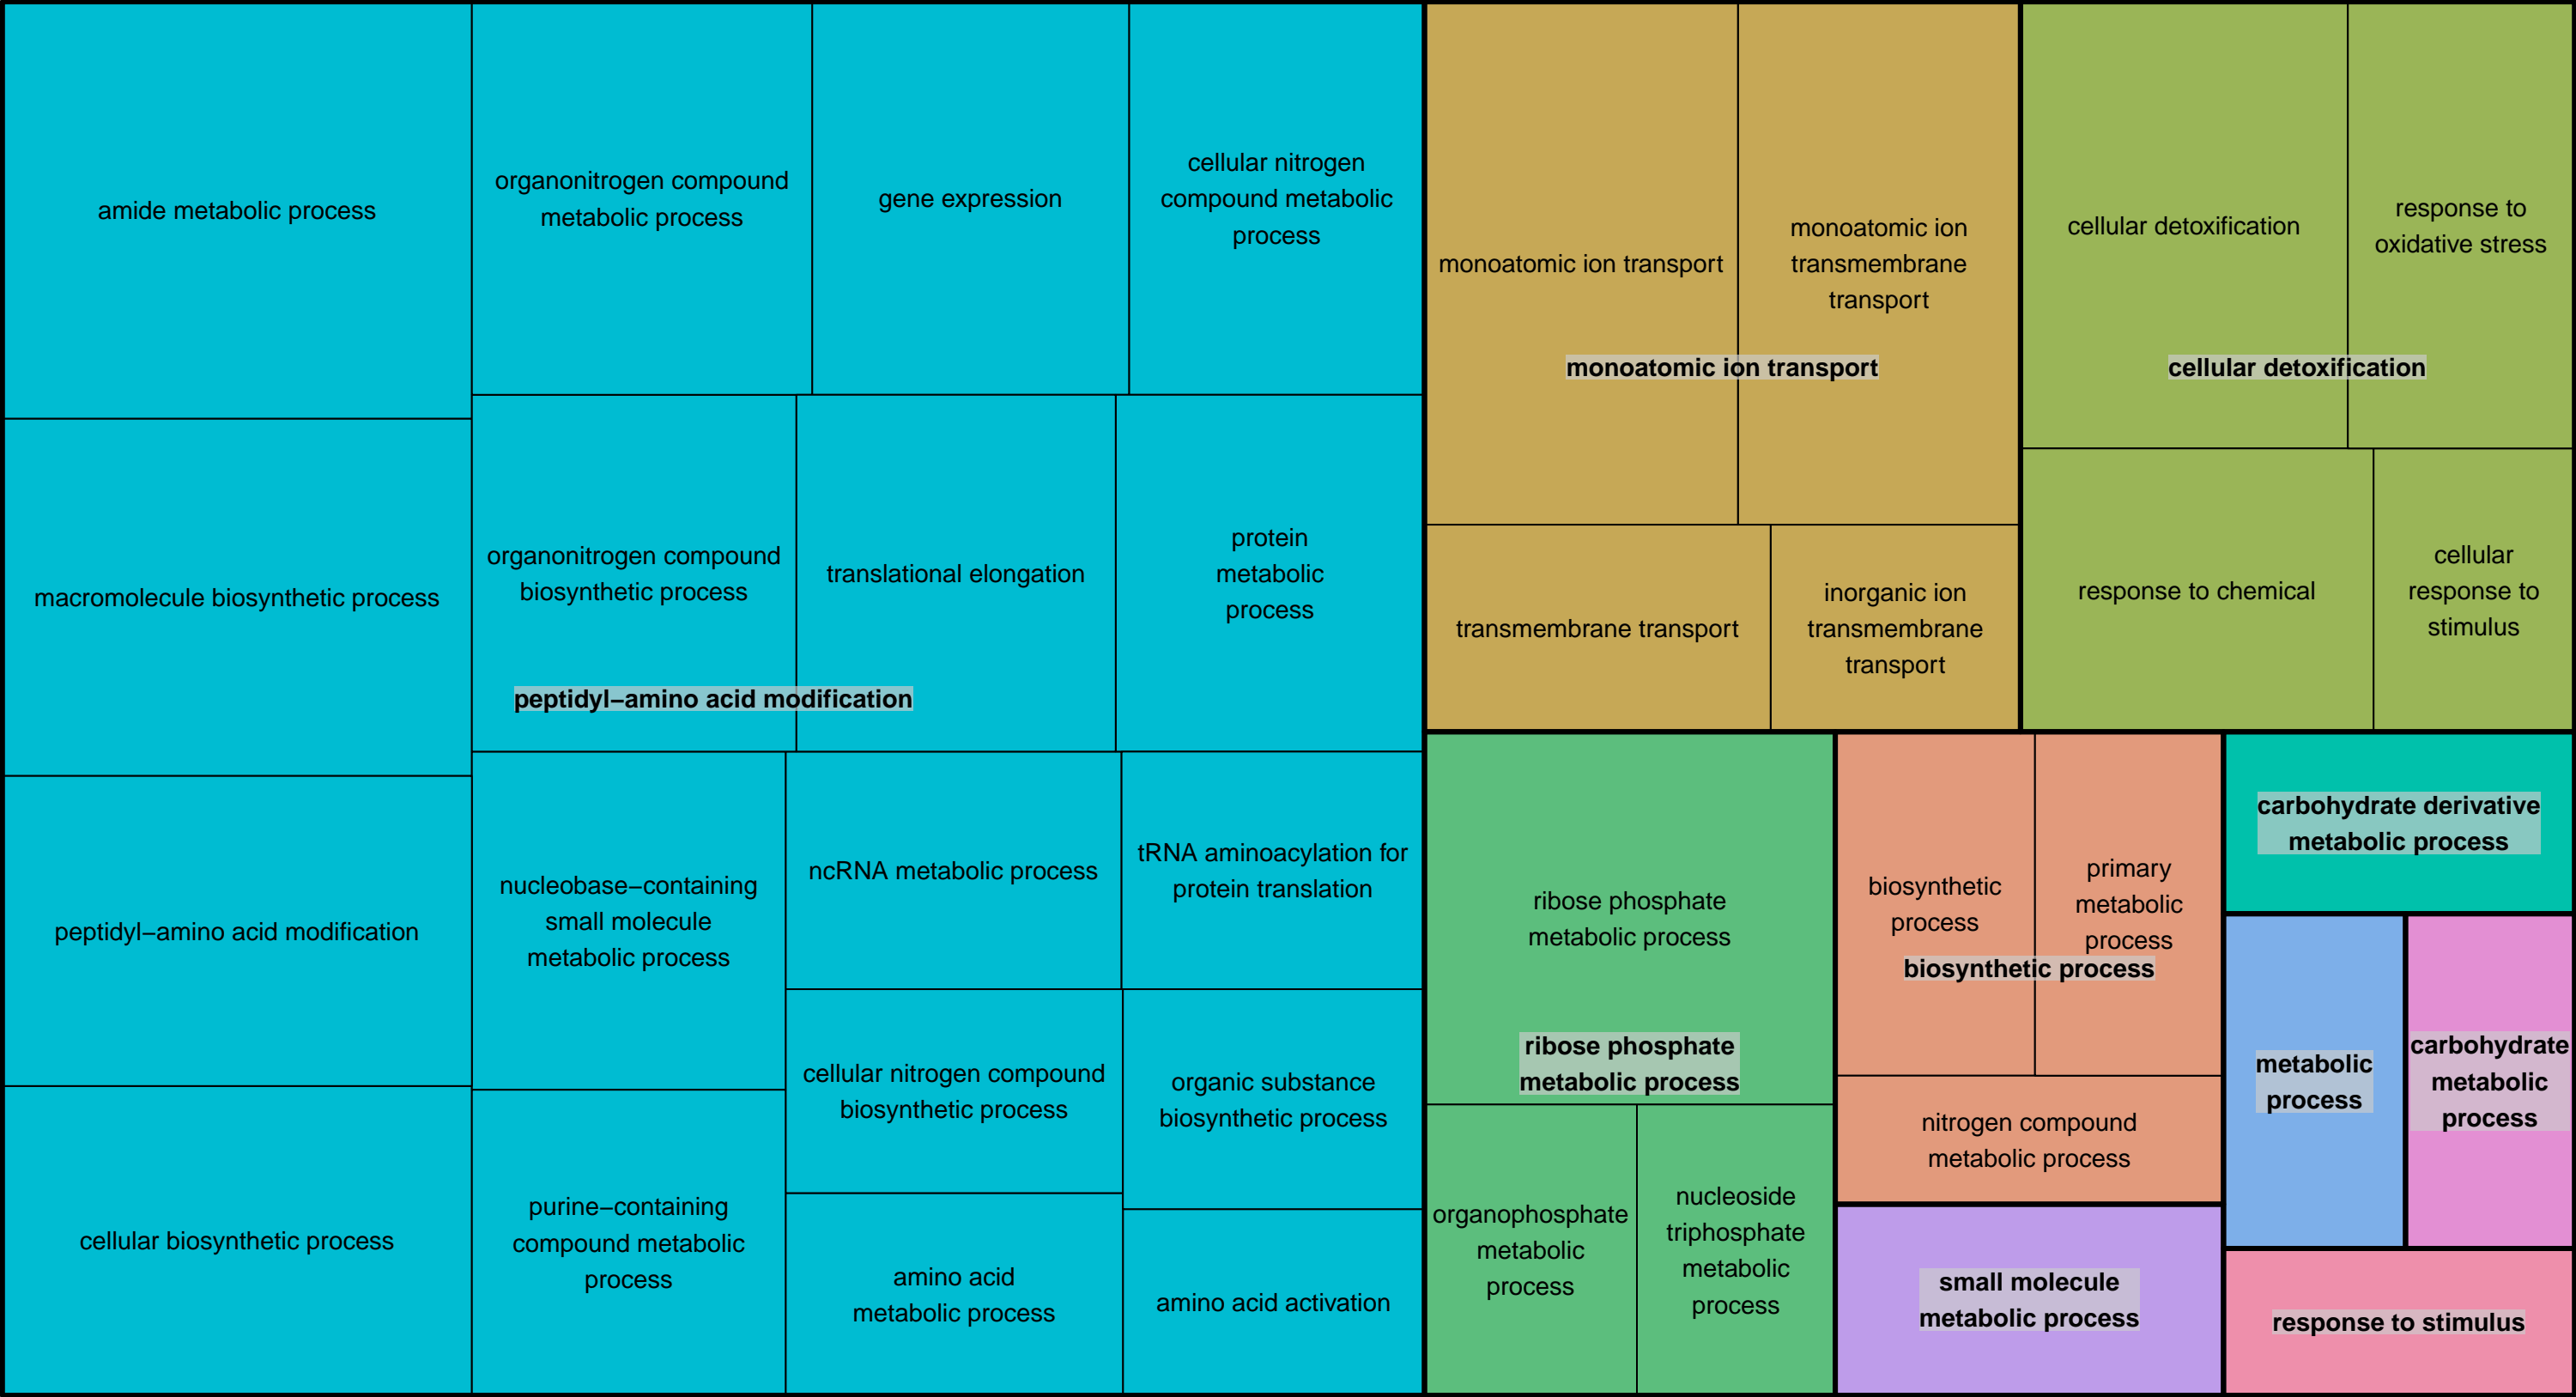 amide metabolic process
macromolecule biosynthetic process
peptidyl−amino acid modification
cellular biosynthetic process
organonitrogen compound
metabolic process
gene expression
cellular nitrogen
compound metabolic
process
organonitrogen compound
biosynthetic process
translational elongation
protein
metabolic
process
peptidyl−amino acid modification
nucleobase−containing
small molecule
metabolic process
ncRNA metabolic process
tRNA aminoacylation for
protein translation
purine−containing
compound metabolic
process
cellular nitrogen compound
biosynthetic process
organic substance
biosynthetic process
amino acid
metabolic process
amino acid activation
monoatomic ion transport
monoatomic ion
transmembrane
transport
monoatomic ion transport
transmembrane transport
inorganic ion
transmembrane
transport
cellular detoxification
response to
oxidative stress
cellular detoxification
response to chemical
cellular
response to
stimulus
ribose phosphate
metabolic process
ribose phosphate
metabolic process
organophosphate
metabolic
process
nucleoside
triphosphate
metabolic
process
biosynthetic
process
primary
metabolic
process
biosynthetic process
nitrogen compound
metabolic process
small molecule
metabolic process
carbohydrate derivative
metabolic process
metabolic
process
carbohydrate
metabolic
process
response to stimulus